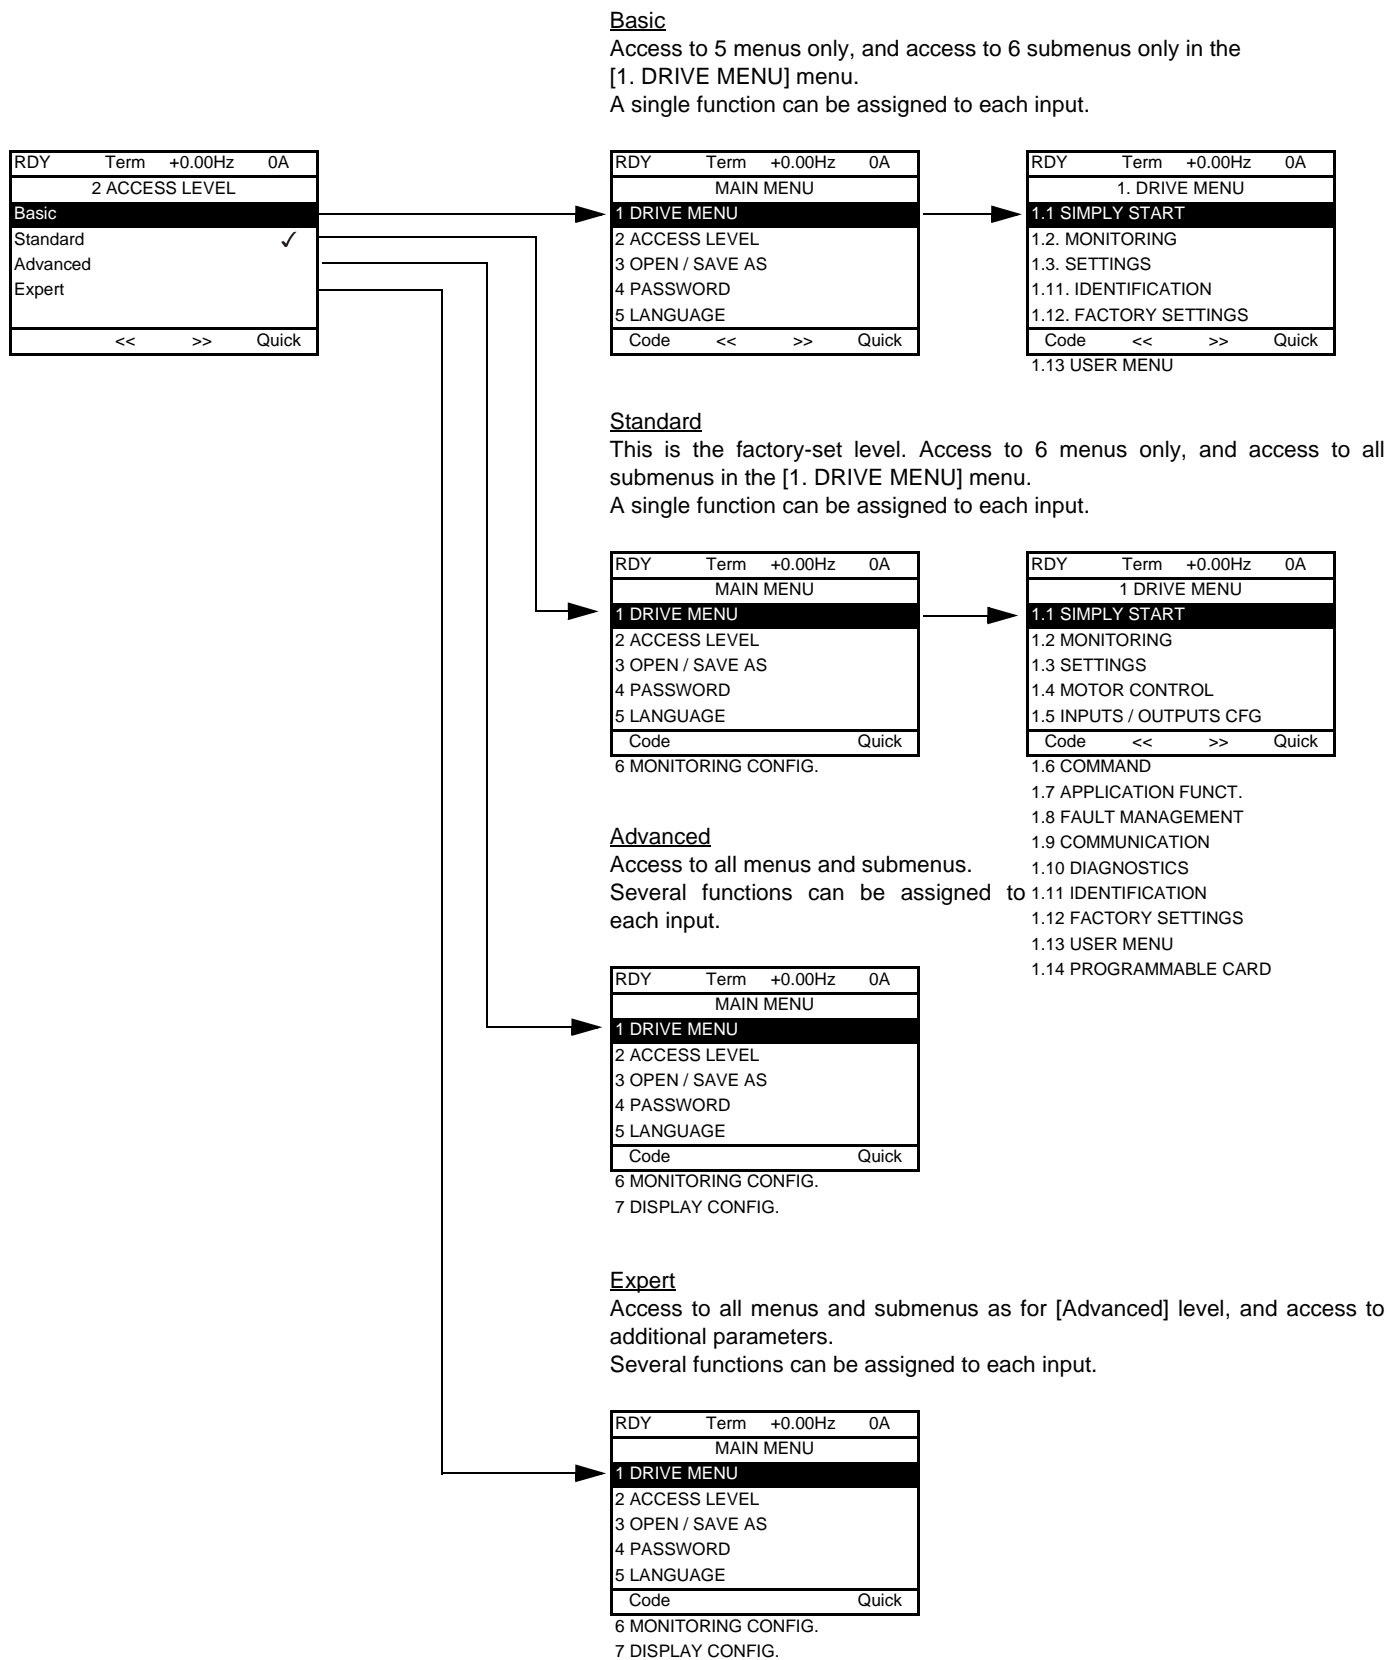 Basic
Access to 5 menus only, and access to 6 submenus only in the
[1. DRIVE MENU] menu.
A single function can be assigned to each input.
RDY Term +0.00Hz 0A
2 ACCESS LEVEL
Basic
Standard ✓
Advanced
Expert
<< >> Quick
RDY Term +0.00Hz 0A
MAIN MENU
1 DRIVE MENU
2 ACCESS LEVEL
3 OPEN / SAVE AS
4 PASSWORD
5 LANGUAGE
Code << >> Quick
RDY Term +0.00Hz 0A
1. DRIVE MENU
1.1 SIMPLY START
1.2. MONITORING
1.3. SETTINGS
1.11. IDENTIFICATION
1.12. FACTORY SETTINGS
Code << >> Quick
1.13 USER MENU
Standard
This is the factory-set level. Access to 6 menus only, and access to all
submenus in the [1. DRIVE MENU] menu.
A single function can be assigned to each input.
RDY Term +0.00Hz 0A
MAIN MENU
1 DRIVE MENU
2 ACCESS LEVEL
3 OPEN / SAVE AS
4 PASSWORD
5 LANGUAGE
Code Quick
6 MONITORING CONFIG.
RDY Term +0.00Hz 0A
1 DRIVE MENU
1.1 SIMPLY START
1.2 MONITORING
1.3 SETTINGS
1.4 MOTOR CONTROL
1.5 INPUTS / OUTPUTS CFG
Code << >> Quick
1.6 COMMAND
1.7 APPLICATION FUNCT.
1.8 FAULT MANAGEMENT
1.9 COMMUNICATION
1.10 DIAGNOSTICS
1.11 IDENTIFICATION
1.12 FACTORY SETTINGS
1.13 USER MENU
1.14 PROGRAMMABLE CARD
Advanced
Access to all menus and submenus.
Several functions can be assigned to
each input.
RDY Term +0.00Hz 0A
MAIN MENU
1 DRIVE MENU
2 ACCESS LEVEL
3 OPEN / SAVE AS
4 PASSWORD
5 LANGUAGE
Code Quick
6 MONITORING CONFIG.
7 DISPLAY CONFIG.
Expert
Access to all menus and submenus as for [Advanced] level, and access to
additional parameters.
Several functions can be assigned to each input.
RDY Term +0.00Hz 0A
MAIN MENU
1 DRIVE MENU
2 ACCESS LEVEL
3 OPEN / SAVE AS
4 PASSWORD
5 LANGUAGE
Code Quick
6 MONITORING CONFIG.
7 DISPLAY CONFIG.